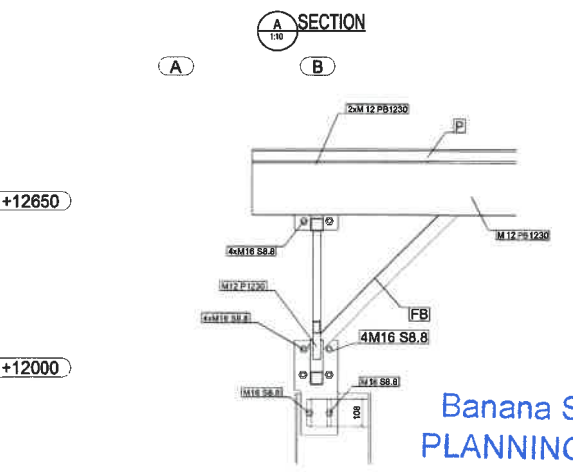 A SECTION
1:10
A B
2xM 12 PB1230
P
+12650
M 12 PB1230
4xM16 S8.8
M12 P1230
FB
4xM16 S8.8
4M16 S8.8
+12000
M16 S8.8
M16 S8.8
108
Banana S
PLANNING